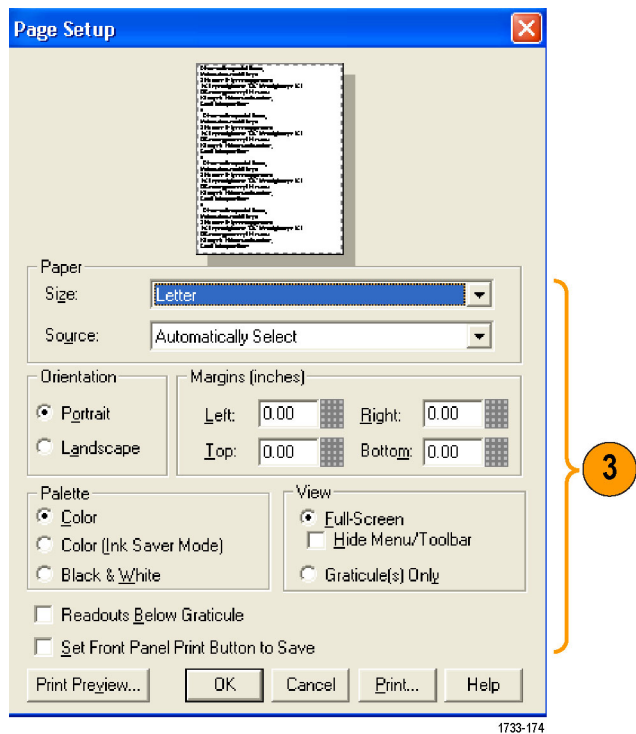 Page Setup
Paper
Size: Letter
Source: Automatically Select
Orientation Margins (inches)
Portrait Left: 0.00 Right: 0.00
Landscape Top: 0.00 Bottom: 0.00
Palette View
Color Full-Screen
Color (Ink Saver Mode) Hide Menu/Toolbar
Black & White Graticule(s) Only
Readouts Below Graticule
Set Front Panel Print Button to Save
Print Preview... OK Cancel Print... Help
3
1733-174